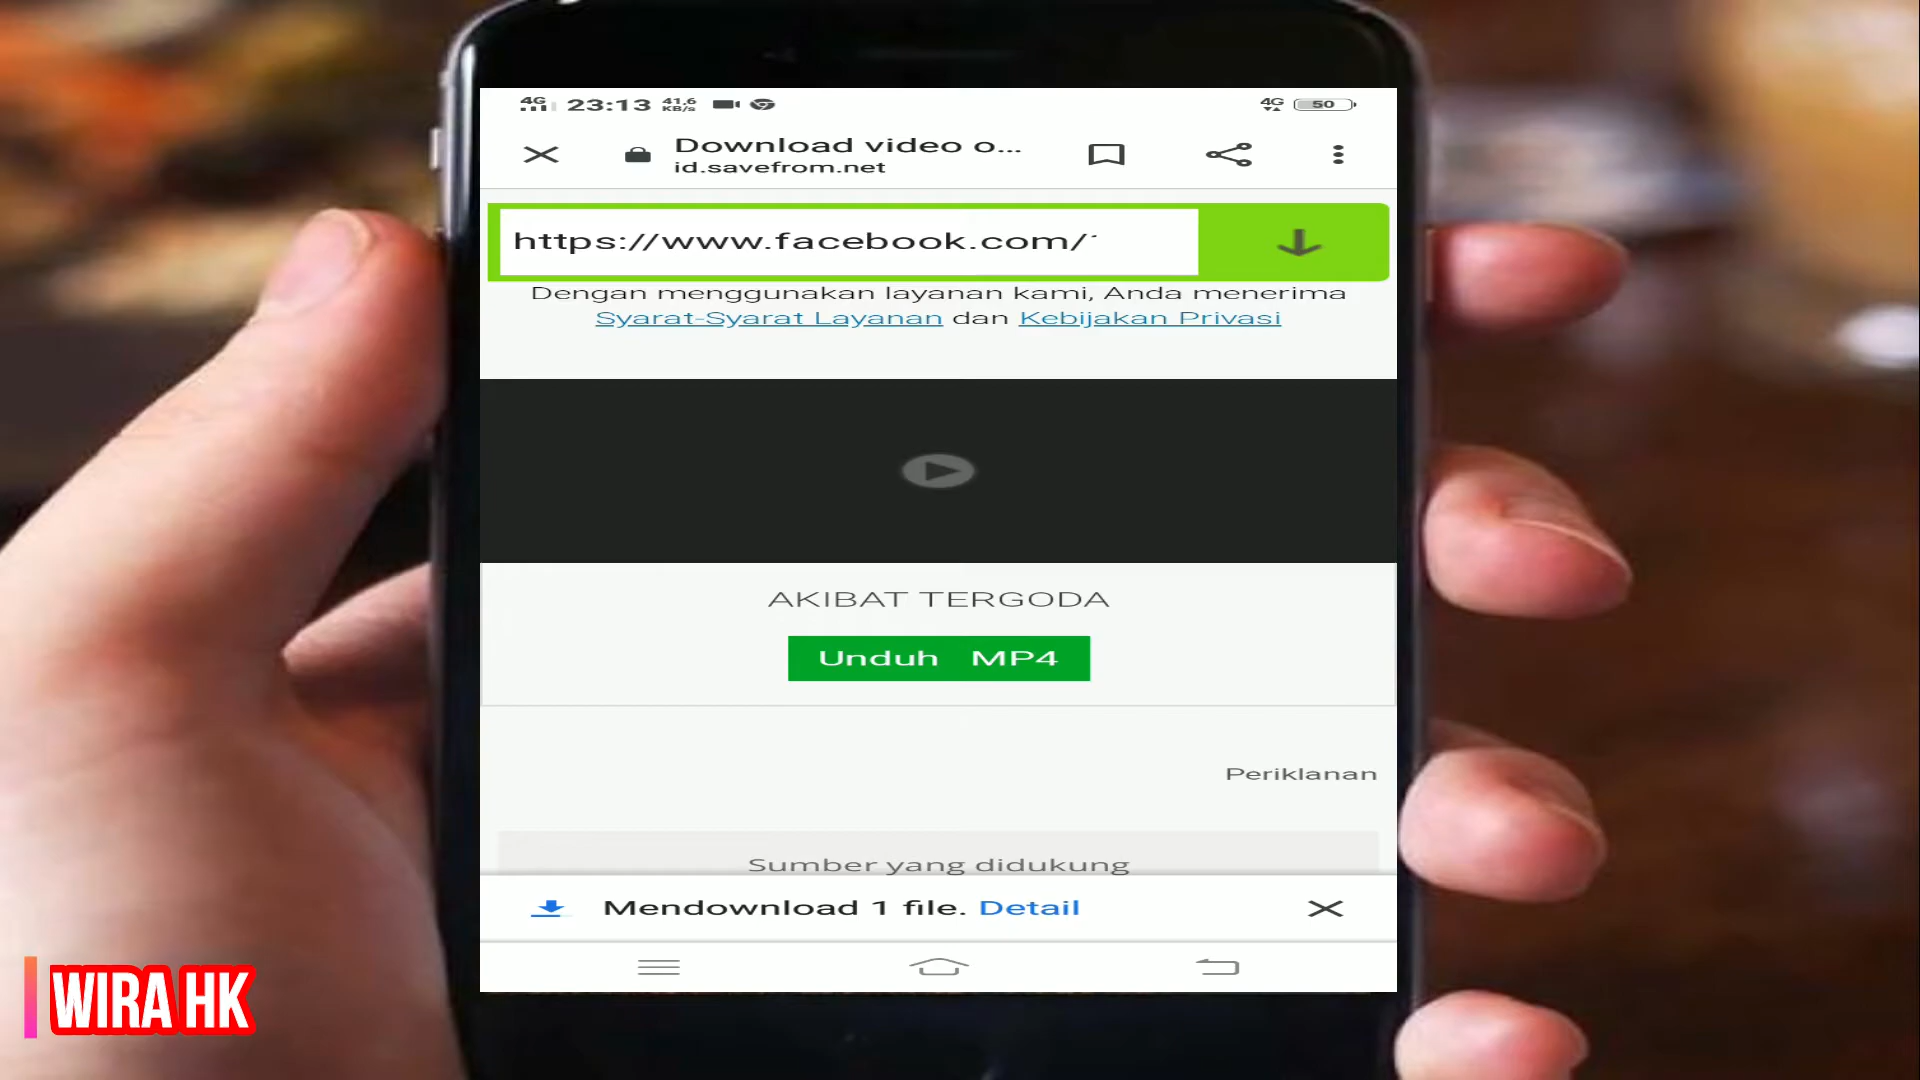 4G 23:13 41,6 KB/s 4G 50
Download video o...
id.savefrom.net
https://www.facebook.com/1
Dengan menggunakan layanan kami, Anda menerima
Syarat-Syarat Layanan dan Kebijakan Privasi
AKIBAT TERGODA
Unduh MP4
Periklanan
Sumber yang didukung
Mendownload 1 file. Detail
WIRA HK